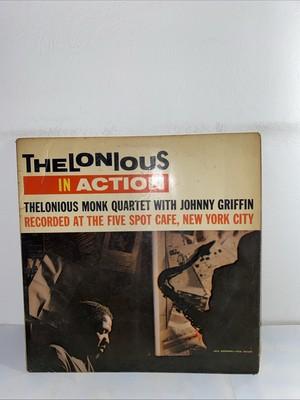 THELONIOUS
IN ACTION
THELONIOUS MONK QUARTET WITH JOHNNY GRIFFIN
RECORDED AT THE FIVE SPOT CAFE, NEW YORK CITY